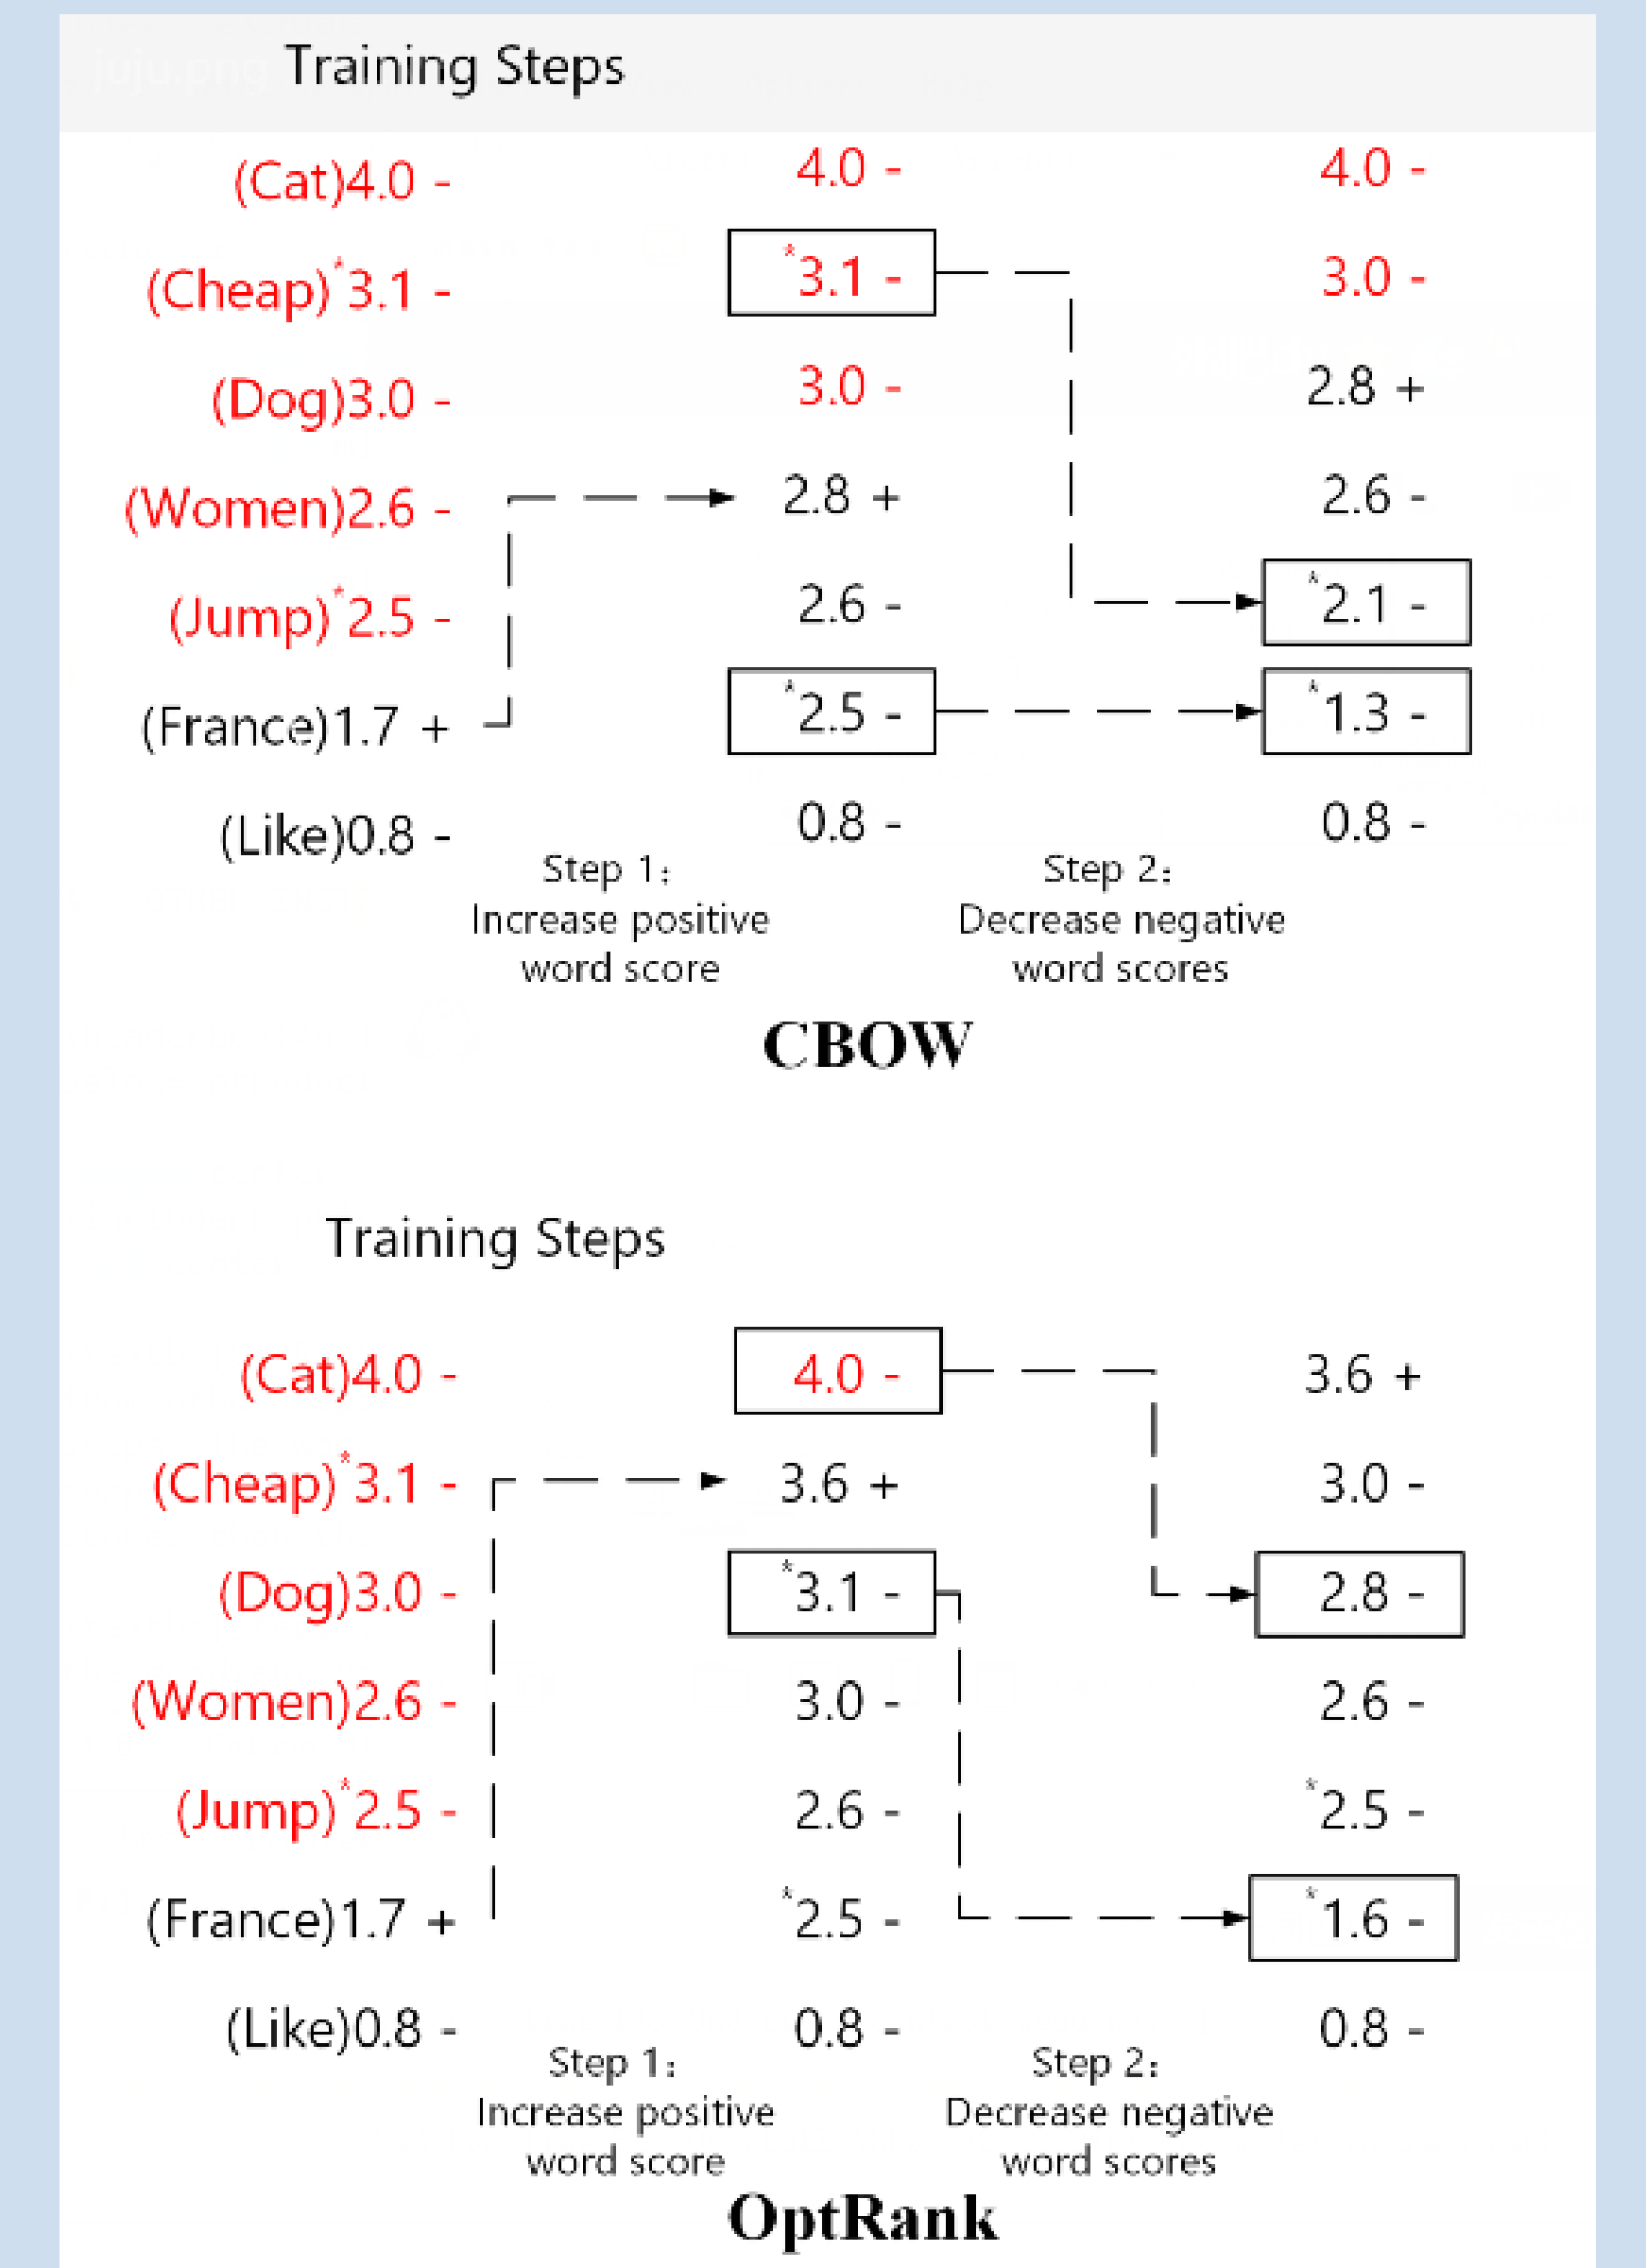 juju.png
Training Steps
(Cat)4.0 - 4.0 - 4.0 -
(Cheap)*3.1 - *3.1 - 3.0 -
(Dog)3.0 - 3.0 - 2.8 +
(Women)2.6 - 2.8 + 2.6 -
(Jump)*2.5 - 2.6 - *2.1 -
(France)1.7 + *2.5 - *1.3 -
(Like)0.8 - 0.8 - 0.8 -
Step 1:
Increase positive
word score
Step 2:
Decrease negative
word scores
CBOW
Training Steps
(Cat)4.0 - 4.0 - 3.6 +
(Cheap)*3.1 - 3.6 + 3.0 -
(Dog)3.0 - *3.1 - 2.8 -
(Women)2.6 - 3.0 - 2.6 -
(Jump)*2.5 - 2.6 - *2.5 -
(France)1.7 + *2.5 - *1.6 -
(Like)0.8 - 0.8 - 0.8 -
Step 1:
Increase positive
word score
Step 2:
Decrease negative
word scores
OptRank